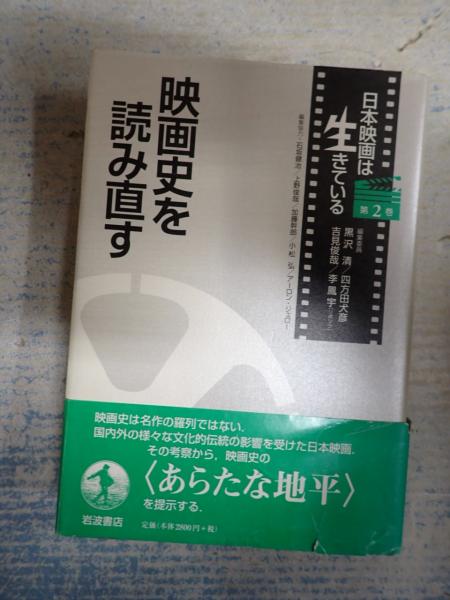 日本映画は
生きている
第2巻
編集委員
黒沢 清/四方田犬彦
吉見俊哉/李 鳳宇
編集協力・石坂健治/上野俊哉/加藤幹郎/小松 弘/アーロン・ジェロー
映画史を
読み直す
映画史は名作の羅列ではない.
国内外の様々な文化的伝統の影響を受けた日本映画.
その考察から,映画史の
〈あらたな地平〉
を提示する.
岩波書店
定価(本体2800円+税)